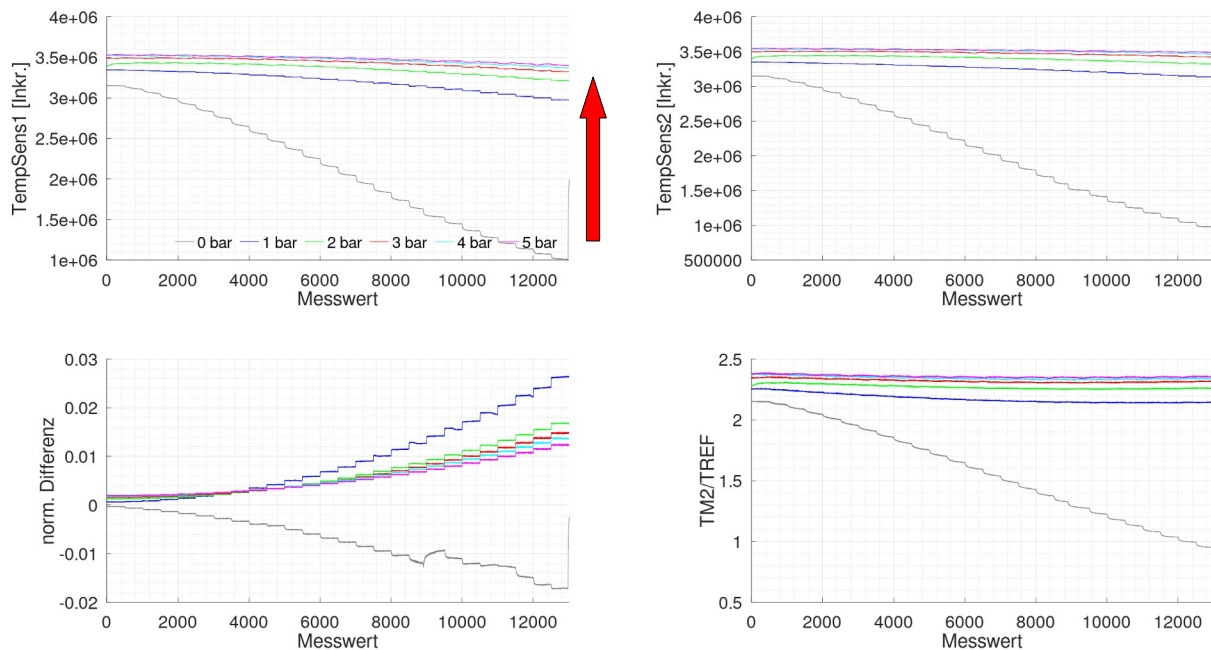 TempSens1 [Inkr.]
4e+06
3.5e+06
3e+06
2.5e+06
2e+06
1.5e+06
1e+06
0 bar 1 bar 2 bar 3 bar 4 bar 5 bar
0 2000 4000 6000 8000 10000 12000
Messwert
TempSens2 [Inkr.]
4e+06
3.5e+06
3e+06
2.5e+06
2e+06
1.5e+06
1e+06
500000
0 2000 4000 6000 8000 10000 12000
Messwert
norm. Differenz
0.03
0.02
0.01
0
-0.01
-0.02
0 2000 4000 6000 8000 10000 12000
Messwert
TM2/TREF
2.5
2
1.5
1
0.5
0 2000 4000 6000 8000 10000 12000
Messwert